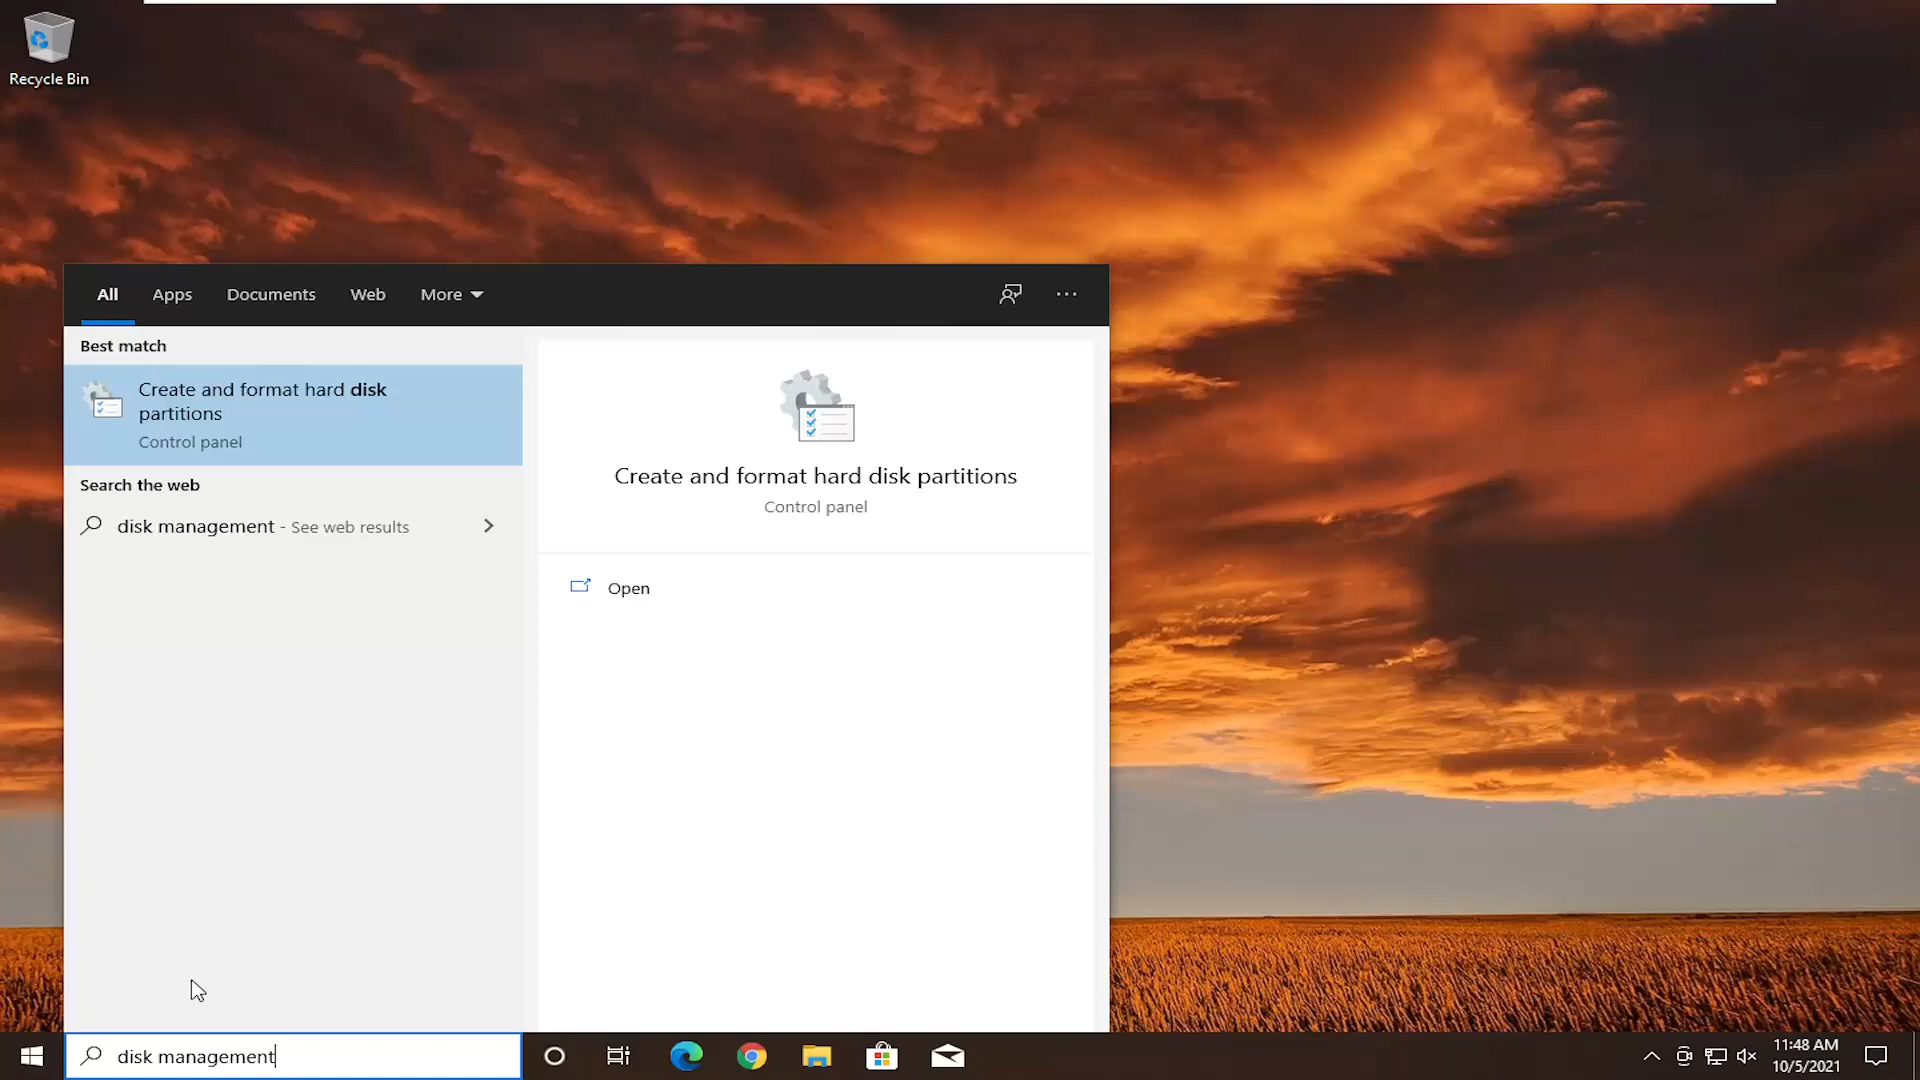 Recycle Bin
All Apps Documents Web More
Best match
Create and format hard disk
partitions
Control panel
Search the web
disk management - See web results
Create and format hard disk partitions
Control panel
Open
disk management
11:48 AM
10/5/2021